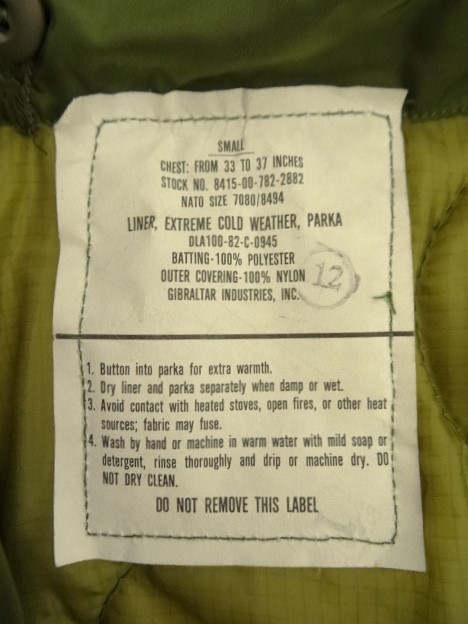 SMALL
CHEST: FROM 33 TO 37 INCHES
STOCK NO. 8415-00-782-2882
NATO SIZE 7080/8494
LINER, EXTREME COLD WEATHER, PARKA
DLA100-82-C-0945
BATTING-100% POLYESTER
OUTER COVERING-100% NYLON
GIBRALTAR INDUSTRIES, INC.
12
1. Button into parka for extra warmth.
2. Dry liner and parka separately when damp or wet.
3. Avoid contact with heated stoves, open fires, or other heat
sources; fabric may fuse.
4. Wash by hand or machine in warm water with mild soap or
detergent, rinse thoroughly and drip or machine dry. DO
NOT DRY CLEAN.
DO NOT REMOVE THIS LABEL